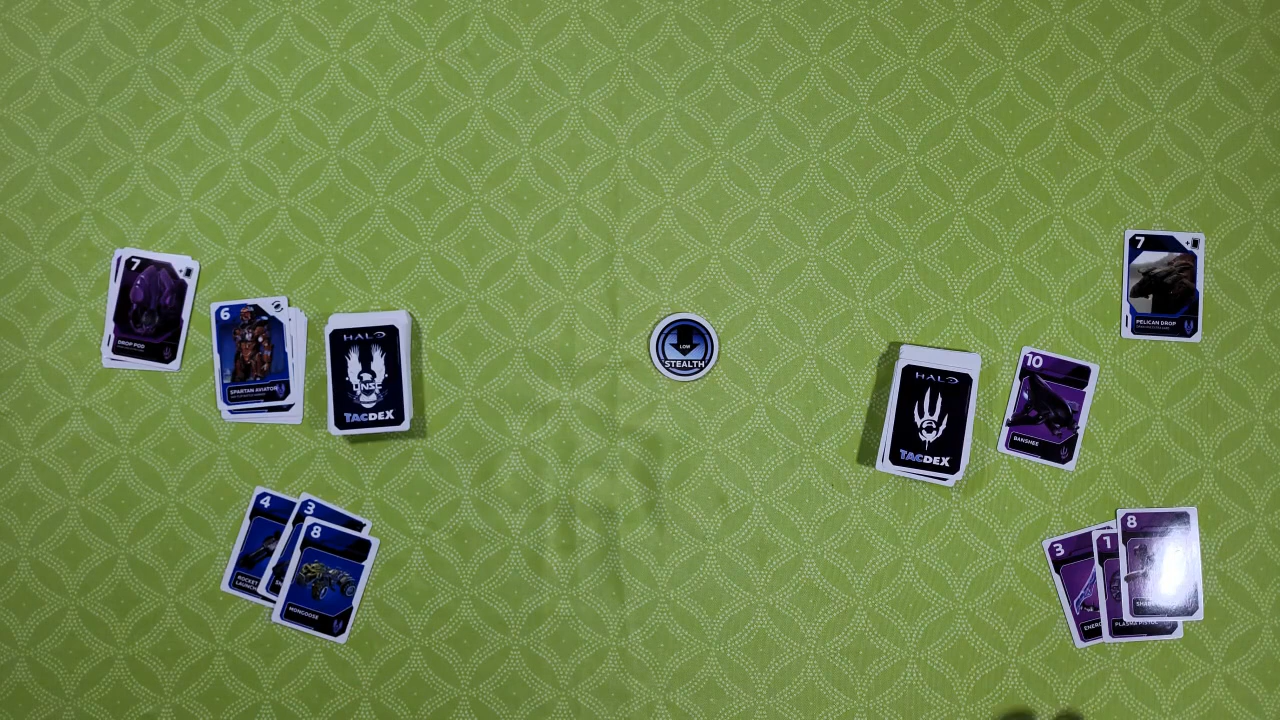 7
DROP POD
6
SPARTAN AVIATOR
HALO
UNSC
TACDEX
4
ROCKET
3
8
MONGOOSE
LOW
STEALTH
HALO
TACDEX
10
BANSHEE
7
+
PELICAN DROP
3
ENERG
1
PLASMA PISTOL
8